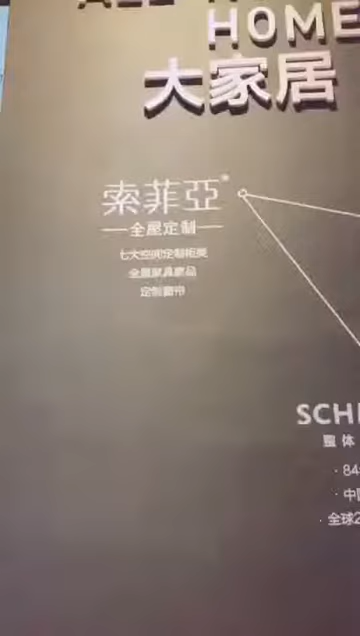 HOME
大家居
索菲亞
全屋定制
七大空间定制柜类
全屋家具家品
定制窗帘
SCH
整体
·84
·中
·全球2